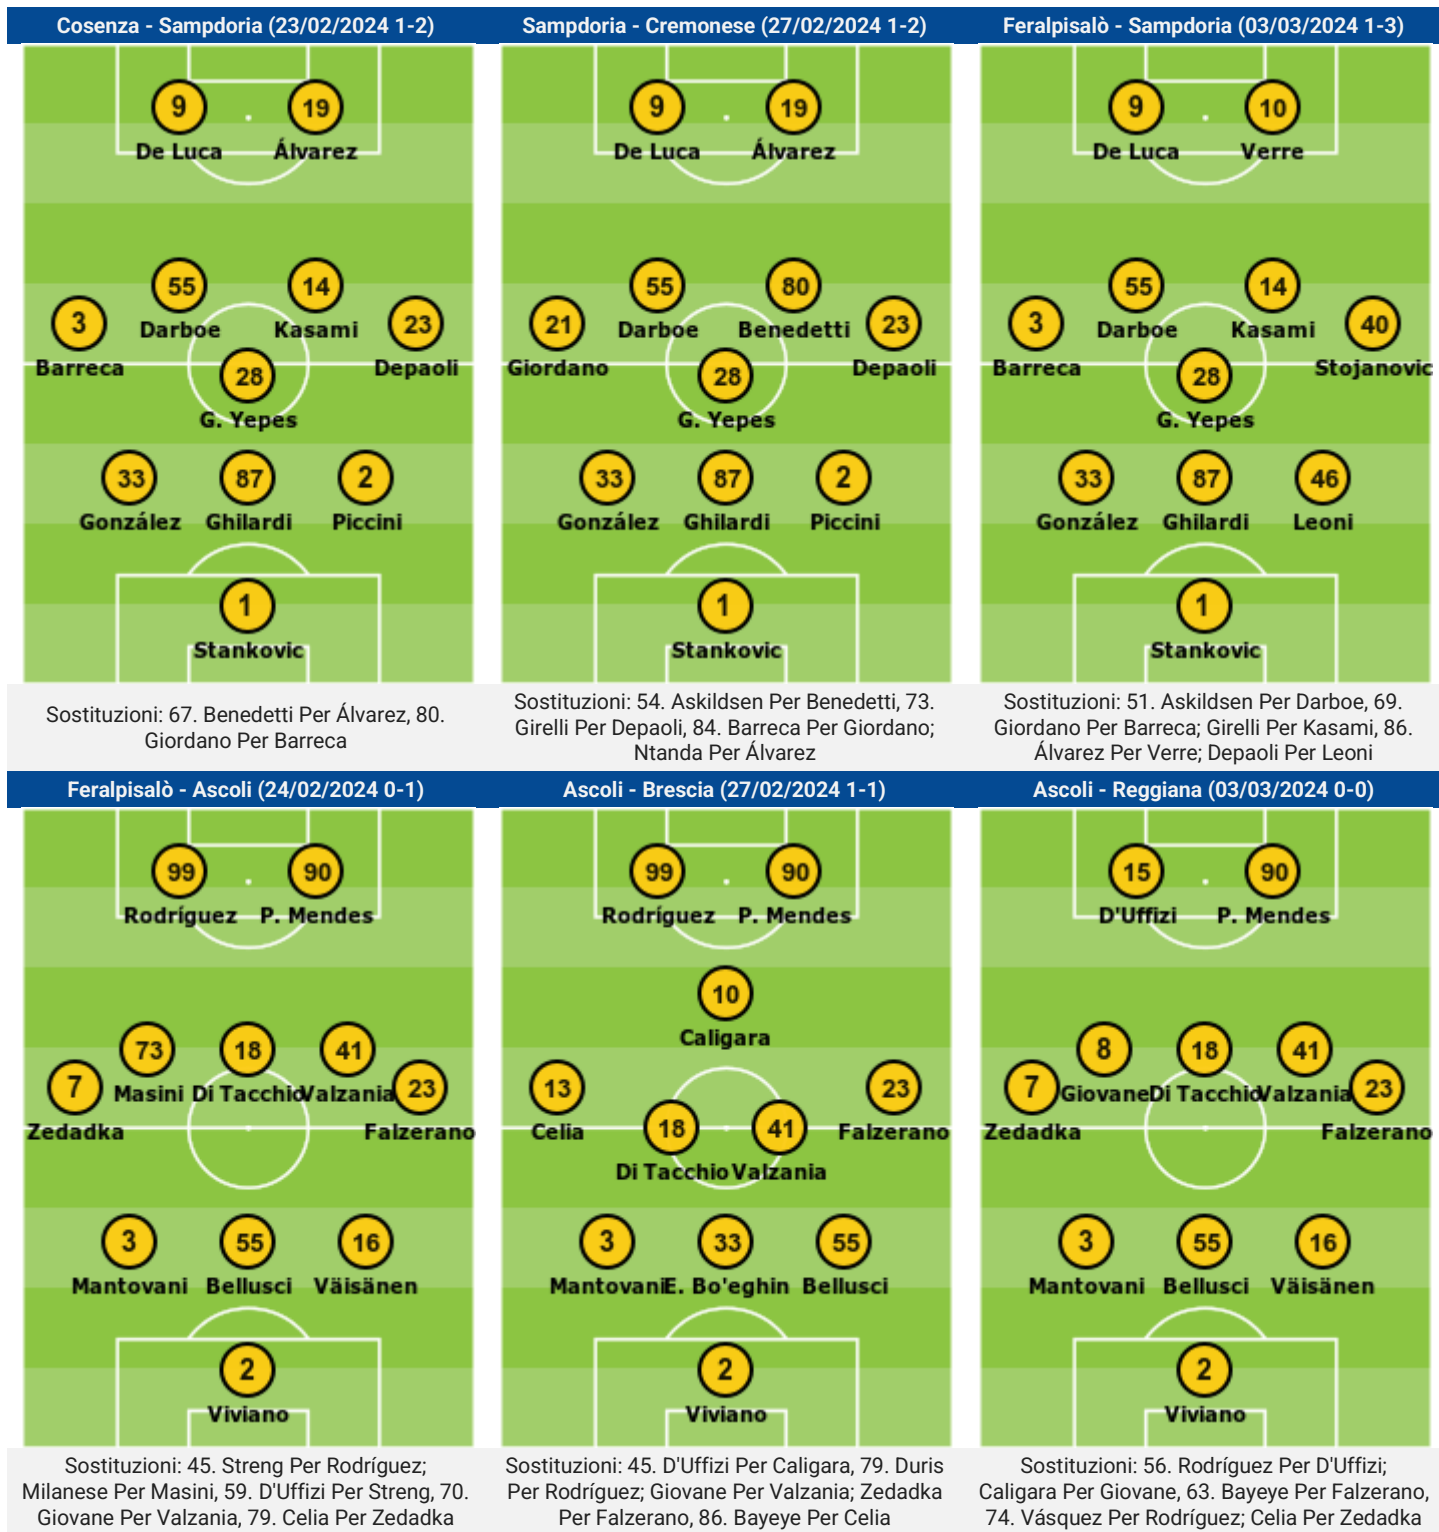 Cosenza - Sampdoria (23/02/2024 1-2)
9 19
De Luca Álvarez
55 14
3 Darboe Kasami 23
Barreca Depaoli
28
G. Yepes
33 87 2
González Ghilardi Piccini
1
Stankovic
Sostituzioni: 67. Benedetti Per Álvarez, 80.
Giordano Per Barreca
Sampdoria - Cremonese (27/02/2024 1-2)
9 19
De Luca Álvarez
55 80
21 Darboe Benedetti 23
Giordano Depaoli
28
G. Yepes
33 87 2
González Ghilardi Piccini
1
Stankovic
Sostituzioni: 54. Askildsen Per Benedetti, 73.
Girelli Per Depaoli, 84. Barreca Per Giordano;
Ntanda Per Álvarez
Feralpisalò - Sampdoria (03/03/2024 1-3)
9 10
De Luca Verre
55 14
3 Darboe Kasami 40
Barreca Stojanovic
28
G. Yepes
33 87 46
González Ghilardi Leoni
1
Stankovic
Sostituzioni: 51. Askildsen Per Darboe, 69.
Giordano Per Barreca; Girelli Per Kasami, 86.
Álvarez Per Verre; Depaoli Per Leoni
Feralpisalò - Ascoli (24/02/2024 0-1)
99 90
Rodríguez P. Mendes
73 18 41
7 Masini Di Tacchio Valzania 23
Zedadka Falzerano
3 55 16
Mantovani Bellusci Väisänen
2
Viviano
Sostituzioni: 45. Streng Per Rodríguez;
Milanese Per Masini, 59. D'Uffizi Per Streng, 70.
Giovane Per Valzania, 79. Celia Per Zedadka
Ascoli - Brescia (27/02/2024 1-1)
99 90
Rodríguez P. Mendes
10
Caligara
13 23
Celia 18 41 Falzerano
Di Tacchio Valzania
3 33 55
Mantovani E. Bo'eghin Bellusci
2
Viviano
Sostituzioni: 45. D'Uffizi Per Caligara, 79. Duris
Per Rodríguez; Giovane Per Valzania; Zedadka
Per Falzerano, 86. Bayeye Per Celia
Ascoli - Reggiana (03/03/2024 0-0)
15 90
D'Uffizi P. Mendes
8 18 41
7 Giovane Di Tacchio Valzania 23
Zedadka Falzerano
3 55 16
Mantovani Bellusci Väisänen
2
Viviano
Sostituzioni: 56. Rodríguez Per D'Uffizi;
Caligara Per Giovane, 63. Bayeye Per Falzerano,
74. Vásquez Per Rodríguez; Celia Per Zedadka